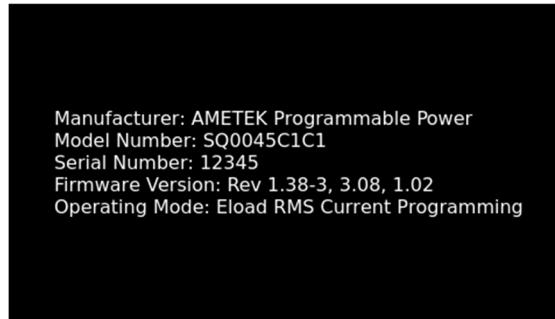 Manufacturer: AMETEK Programmable Power
Model Number: SQ0045C1C1
Serial Number: 12345
Firmware Version: Rev 1.38-3, 3.08, 1.02
Operating Mode: Eload RMS Current Programming